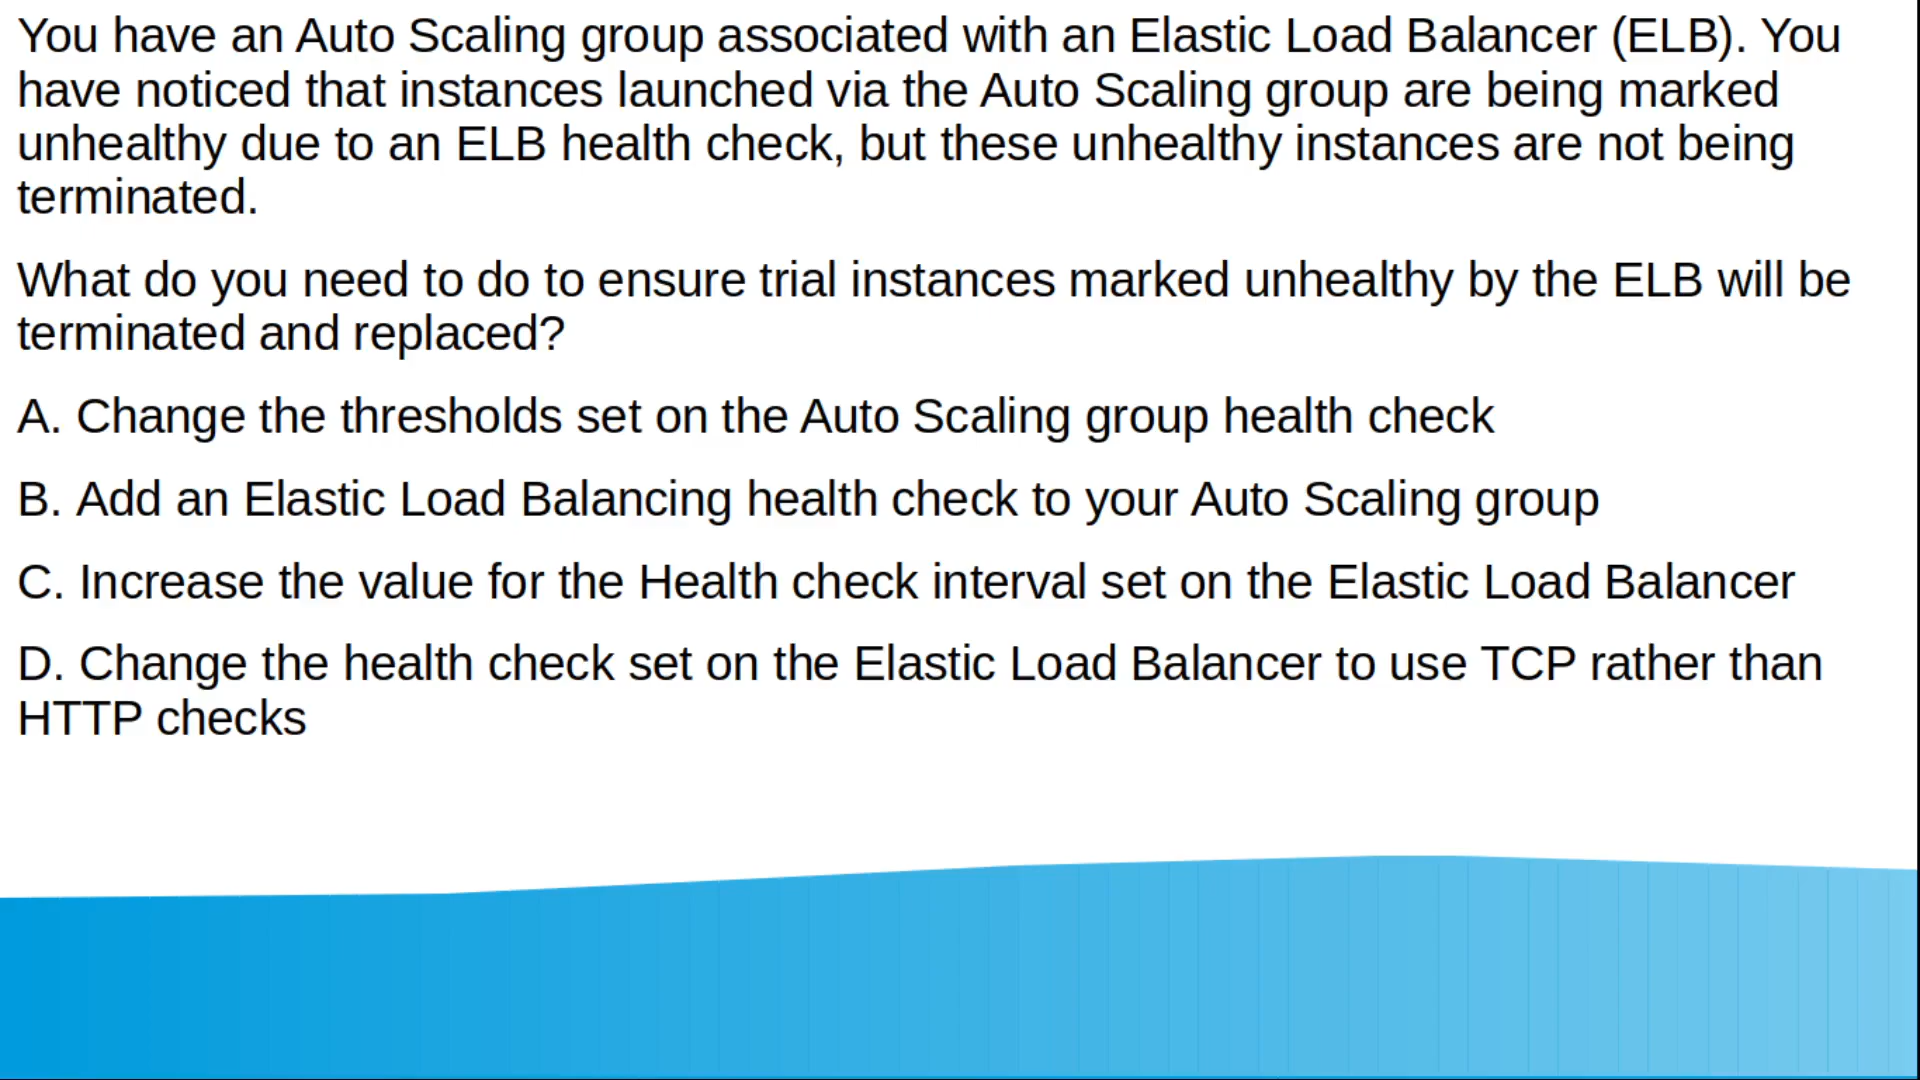 You have an Auto Scaling group associated with an Elastic Load Balancer (ELB). You
have noticed that instances launched via the Auto Scaling group are being marked
unhealthy due to an ELB health check, but these unhealthy instances are not being
terminated.
What do you need to do to ensure trial instances marked unhealthy by the ELB will be
terminated and replaced?
A. Change the thresholds set on the Auto Scaling group health check
B. Add an Elastic Load Balancing health check to your Auto Scaling group
C. Increase the value for the Health check interval set on the Elastic Load Balancer
D. Change the health check set on the Elastic Load Balancer to use TCP rather than
HTTP checks